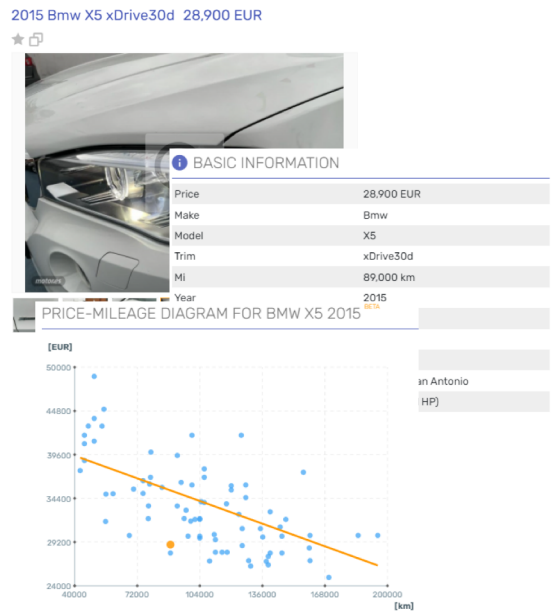 2015 Bmw X5 xDrive30d 28,900 EUR
BASIC INFORMATION
Price 28,900 EUR
Make Bmw
Model X5
Trim xDrive30d
Mi 89,000 km
Year 2015
PRICE-MILEAGE DIAGRAM FOR BMW X5 2015 BETA
an Antonio
HP)
[EUR]
50000
44800
39600
34400
29200
24000
40000 72000 104000 136000 168000 200000
[km]